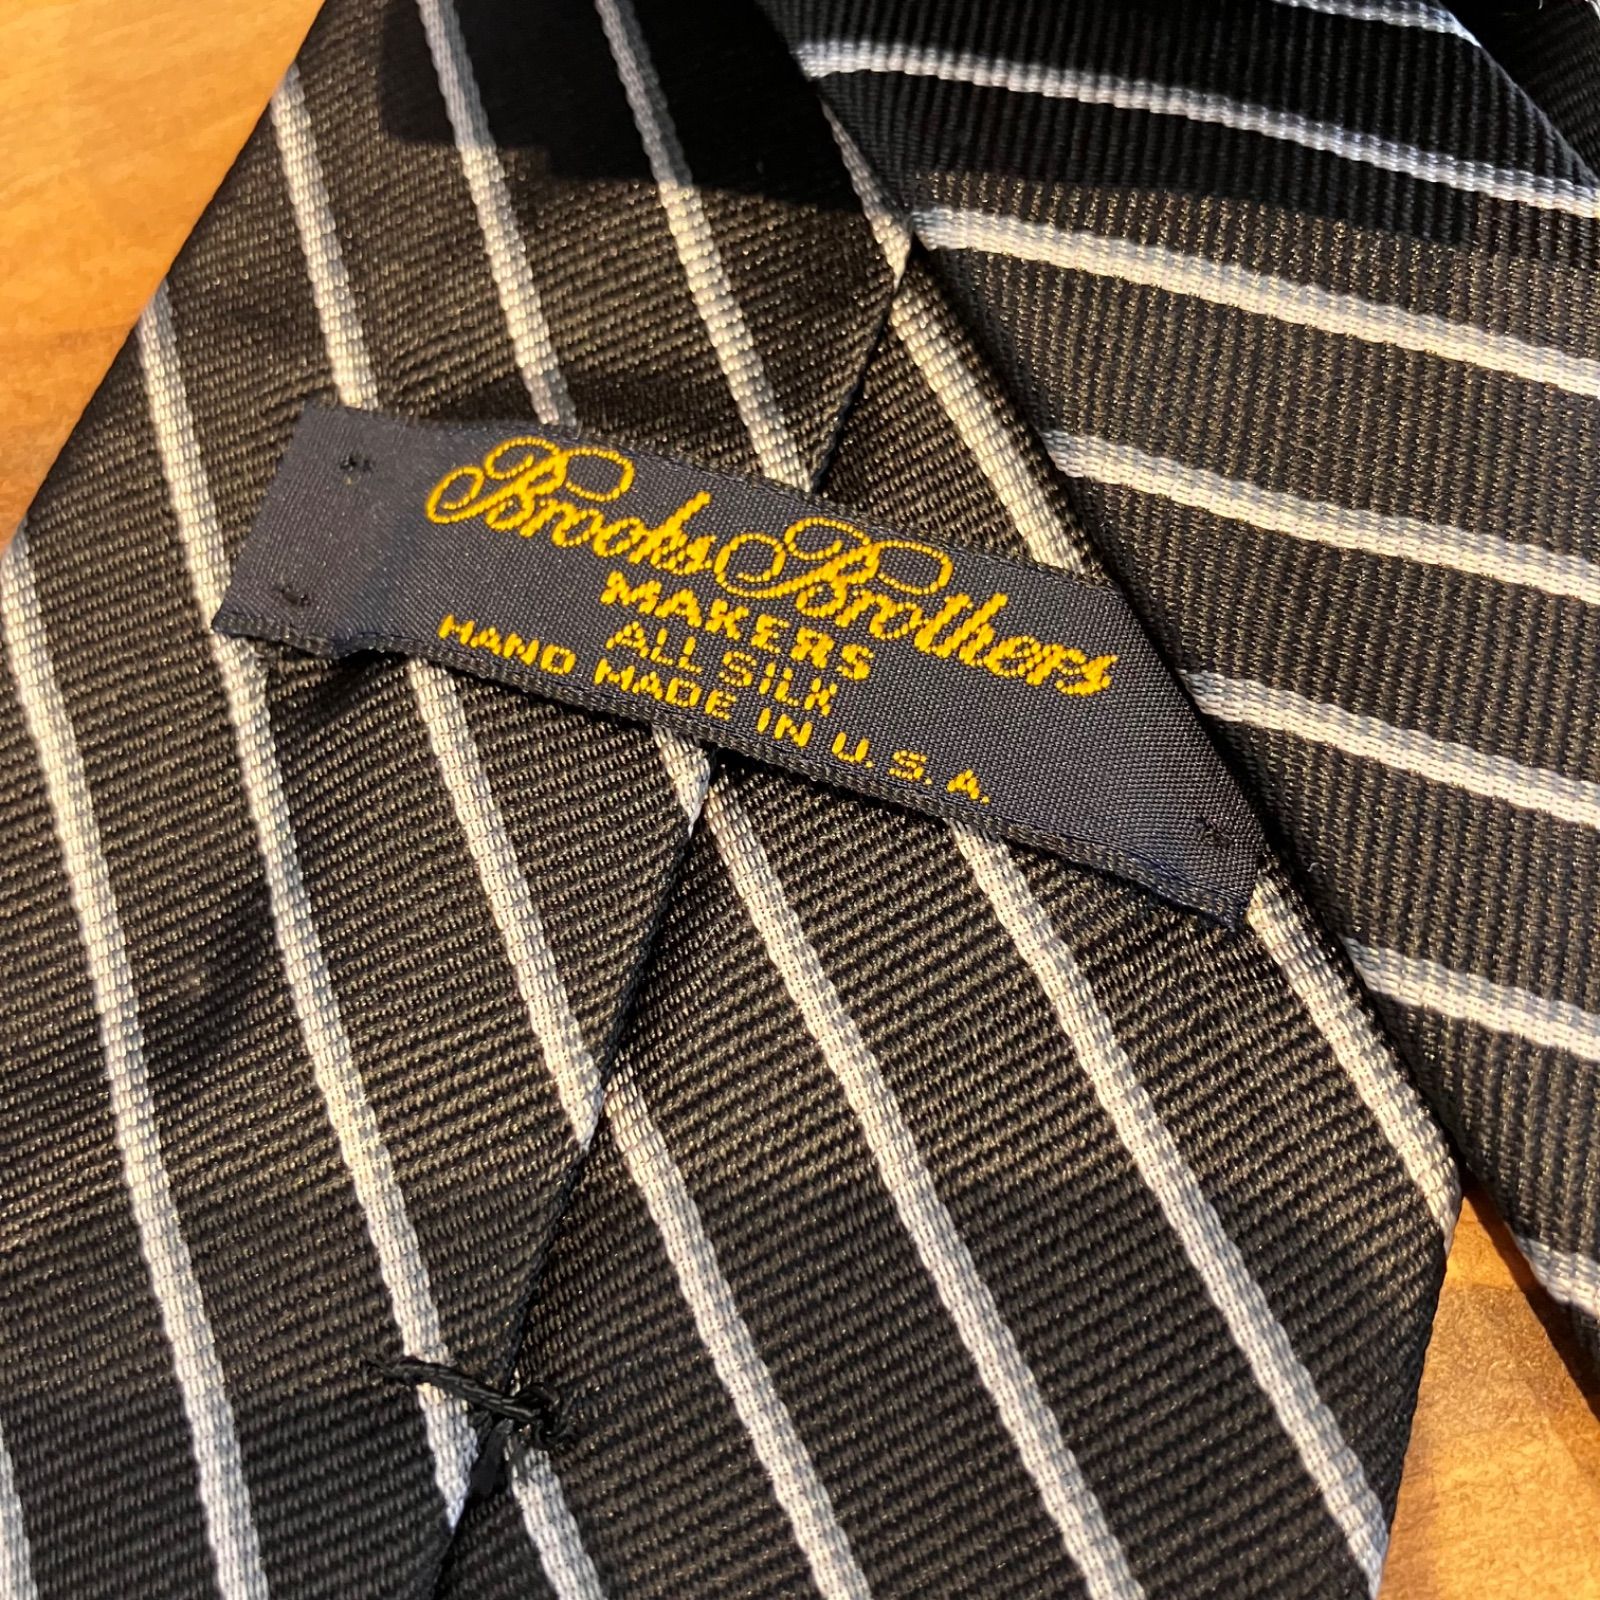 Brooks Brothers
MAKERS
ALL SILK
HAND MADE IN U.S.A.